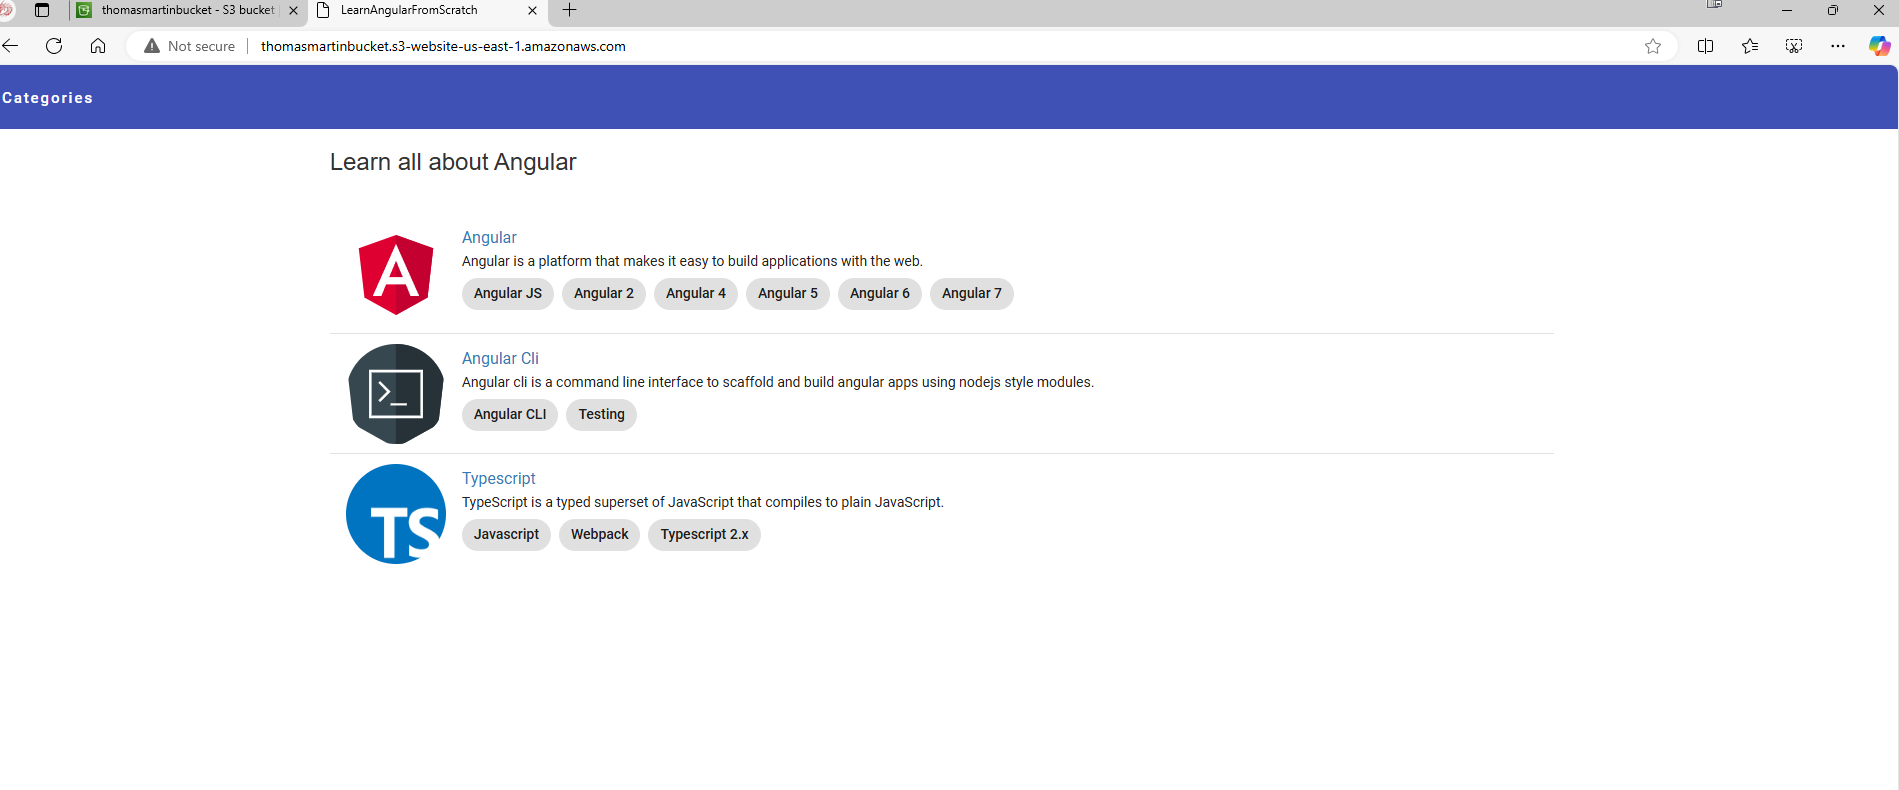 thomasmartinbucket - S3 bucket
LearnAngularFromScratch
Not secure
thomasmartinbucket.s3-website-us-east-1.amazonaws.com
Categories
Learn all about Angular
A
Angular
Angular is a platform that makes it easy to build applications with the web.
Angular JS Angular 2 Angular 4 Angular 5 Angular 6 Angular 7
>_
Angular Cli
Angular cli is a command line interface to scaffold and build angular apps using nodejs style modules.
Angular CLI Testing
TS
Typescript
TypeScript is a typed superset of JavaScript that compiles to plain JavaScript.
Javascript Webpack Typescript 2.x